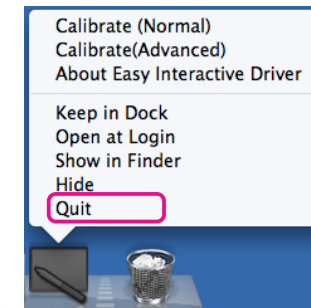 Calibrate (Normal)
Calibrate(Advanced)
About Easy Interactive Driver
Keep in Dock
Open at Login
Show in Finder
Hide
Quit